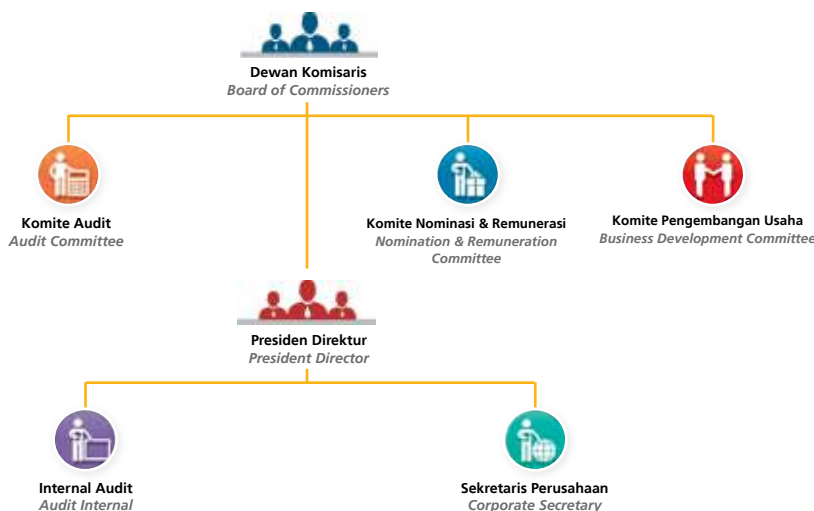 Dewan Komisaris
Board of Commissioners
Komite Audit
Audit Committee
Komite Nominasi & Remunerasi
Nomination & Remuneration
Committee
Komite Pengembangan Usaha
Business Development Committee
Presiden Direktur
President Director
Internal Audit
Audit Internal
Sekretaris Perusahaan
Corporate Secretary